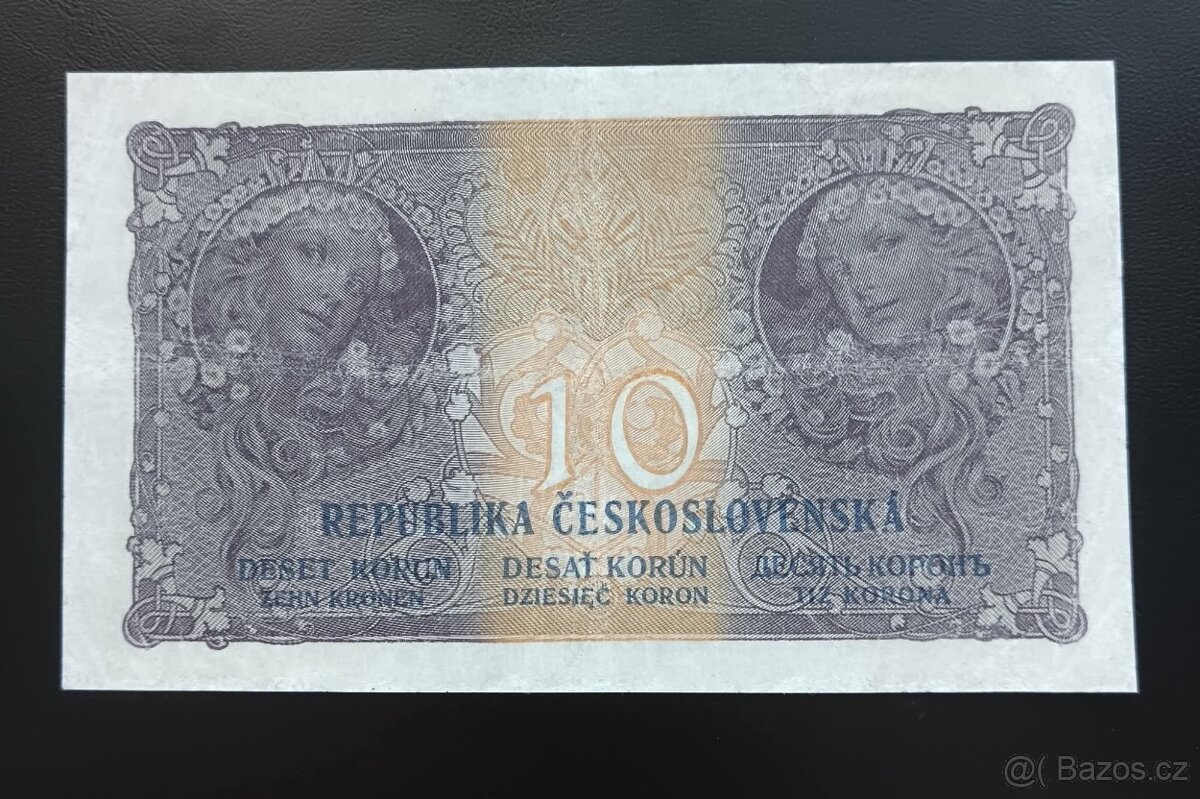 10
REPUBLIKA ČESKOSLOVENSKÁ
DESET KORUN DESAŤ KORÚN ДЕСЯТЬ КОРОНЪ
ZEHN KRONEN DZIESIĘĆ KORON TIZ KORONA
@( Bazos.cz